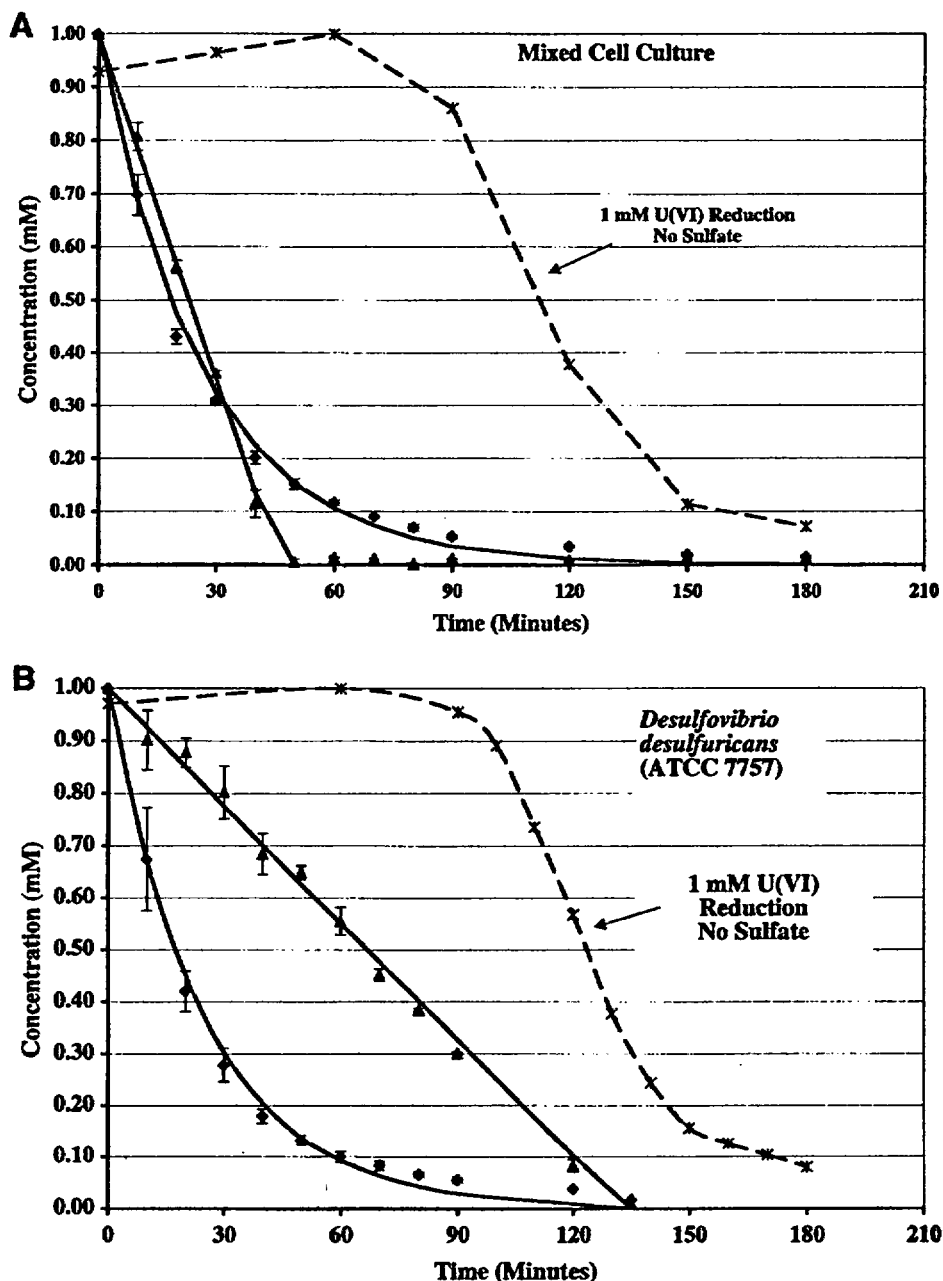 A
Mixed Cell Culture
1 mM U(VI) Reduction
No Sulfate
Concentration (mM)
1.00
0.90
0.80
0.70
0.60
0.50
0.40
0.30
0.20
0.10
0.00
0 30 60 90 120 150 180 210
Time (Minutes)
B
Desulfovibrio
desulfuricans
(ATCC 7757)
1 mM U(VI)
Reduction
No Sulfate
Concentration (mM)
1.00
0.90
0.80
0.70
0.60
0.50
0.40
0.30
0.20
0.10
0.00
0 30 60 90 120 150 180 210
Time (Minutes)